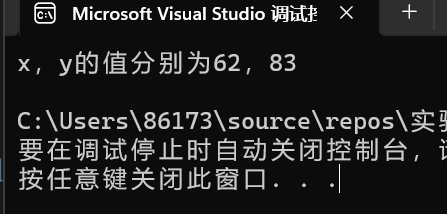 Microsoft Visual Studio 调试
x，y的值分别为62，83
C:\Users\86173\source\repos\实
要在调试停止时自动关闭控制台，
按任意键关闭此窗口. . .